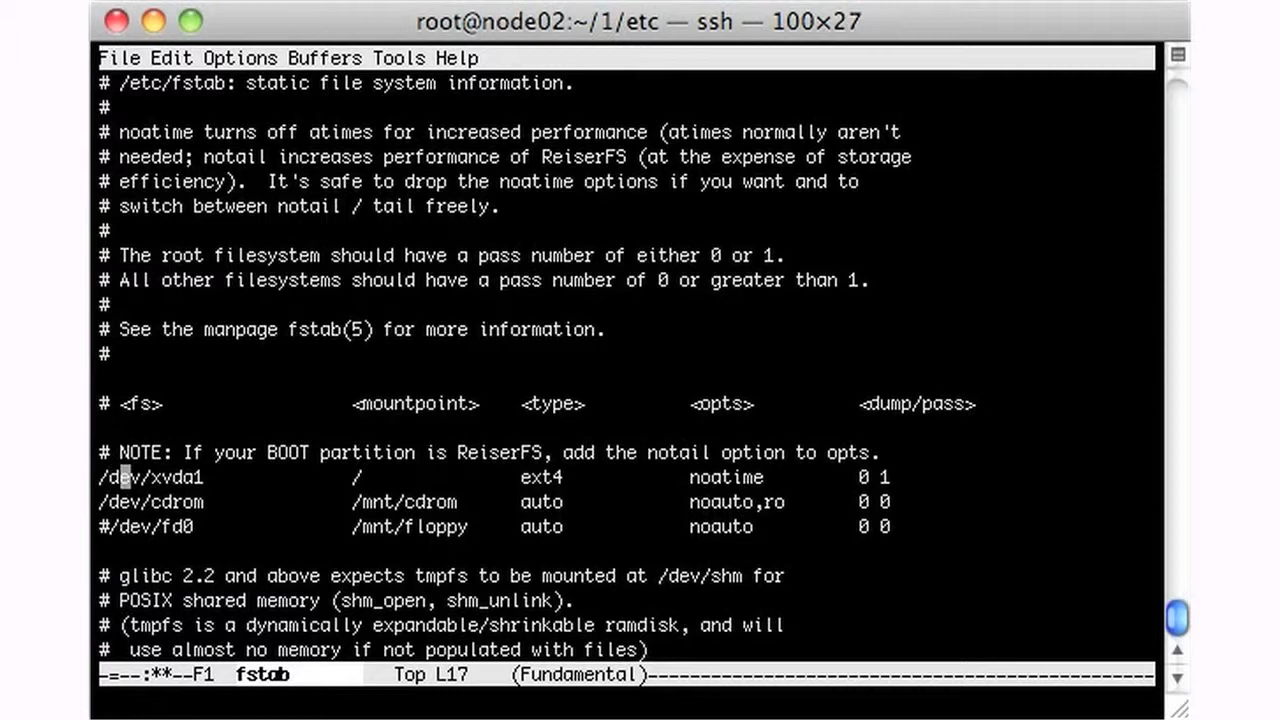 root@node02:~/1/etc — ssh — 100×27
File Edit Options Buffers Tools Help
# /etc/fstab: static file system information.
#
# noatime turns off atimes for increased performance (atimes normally aren't
# needed; notail increases performance of ReiserFS (at the expense of storage
# efficiency).  It's safe to drop the noatime options if you want and to
# switch between notail / tail freely.
#
# The root filesystem should have a pass number of either 0 or 1.
# All other filesystems should have a pass number of 0 or greater than 1.
#
# See the manpage fstab(5) for more information.
#
# <fs>                  <mountpoint>    <type>          <opts>          <dump/pass>
# NOTE: If your BOOT partition is ReiserFS, add the notail option to opts.
/dev/xvda1              /               ext4            noatime         0 1
/dev/cdrom              /mnt/cdrom      auto            noauto,ro       0 0
#/dev/fd0               /mnt/floppy     auto            noauto          0 0
# glibc 2.2 and above expects tmpfs to be mounted at /dev/shm for
# POSIX shared memory (shm_open, shm_unlink).
# (tmpfs is a dynamically expandable/shrinkable ramdisk, and will
#  use almost no memory if not populated with files)
-=--:**--F1  fstab          Top L17    (Fundamental)------------------------------------------------